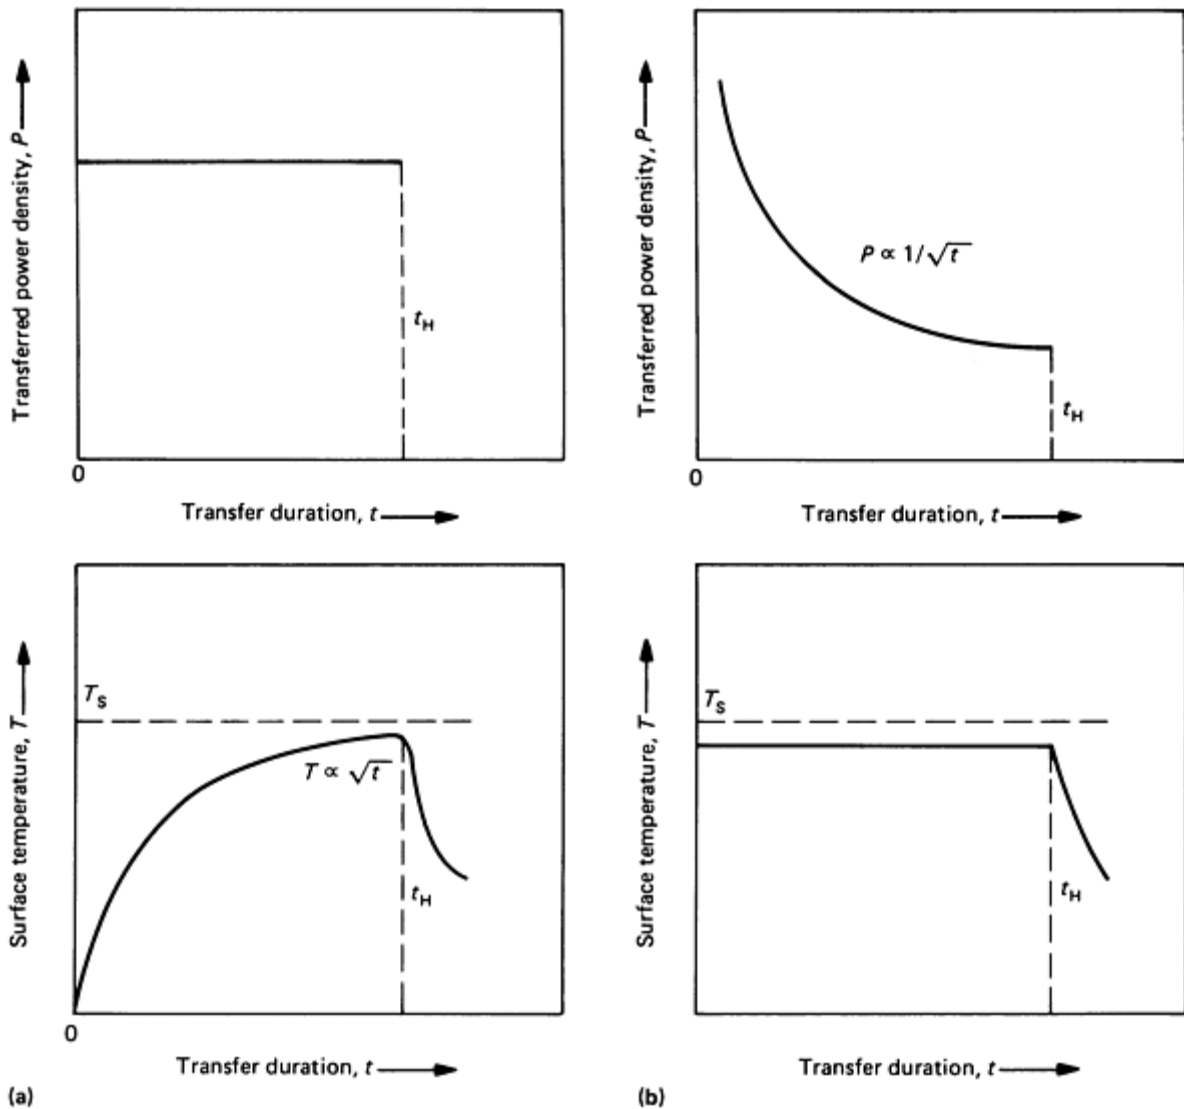 Transferred power density, P
t_H
0
Transfer duration, t
Transferred power density, P
P ∝ 1/√t
t_H
0
Transfer duration, t
Surface temperature, T
T_S
T ∝ √t
t_H
0
Transfer duration, t
(a)
Surface temperature, T
T_S
t_H
Transfer duration, t
(b)